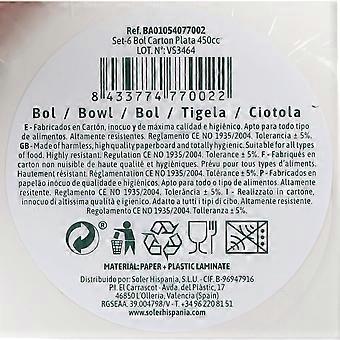 Ref. BA01054077002
Set-6 Bol Carton Plata 450cc
LOT. N°: VS3464
8 433774 770022
Bol / Bowl / Bol / Tigela / Ciotola
E - Fabricados en Cartón, inocuo y de máxima calidad e higiénico. Apto para todo tipo
de alimentos. Altamente resistentes. Reglamento CE NO 1935/2004. Tolerancia ± 5%.
GB - Made of harmless, high quality paperboard and totally hygienic. Suitable for all types
of food. Highly resistant. Regulation CE NO 1935/2004. Tolerance ± 5%. F - Fabriqués en
carton non nuisible de haute qualité et hygiéniques. Prévu pour tous types d'aliments.
Hautement résistant. Réglamentation CE NO 1935/2004. Tolérance ± 5%. P - Fabricados en
papelão inócuo de qualidade e higiênicos. Apto para todo o tipo de alimentos. Altamente
resistentes. Regulamento CE NO 1935/2004. Tolerância ± 5%. I - Realizzato in cartone,
innocuo di altissima qualità e igienico. Adatto a tutti i tipi di cibo. Altamente resistente.
Regolamento CE NO 1935/2004. Tolleranza ± 5%.
MATERIAL: PAPER + PLASTIC LAMINATE
Distribuido por: Soler Hispania, S.L.U. - CIF. B-96947916
P.I. El Carrascot - Avda. del Plástic, 17
46850 L'Olleria, Valencia (Spain)
RGSEAA. 39.004798/V - T. +34 96 220 81 51
www.solerhispania.com